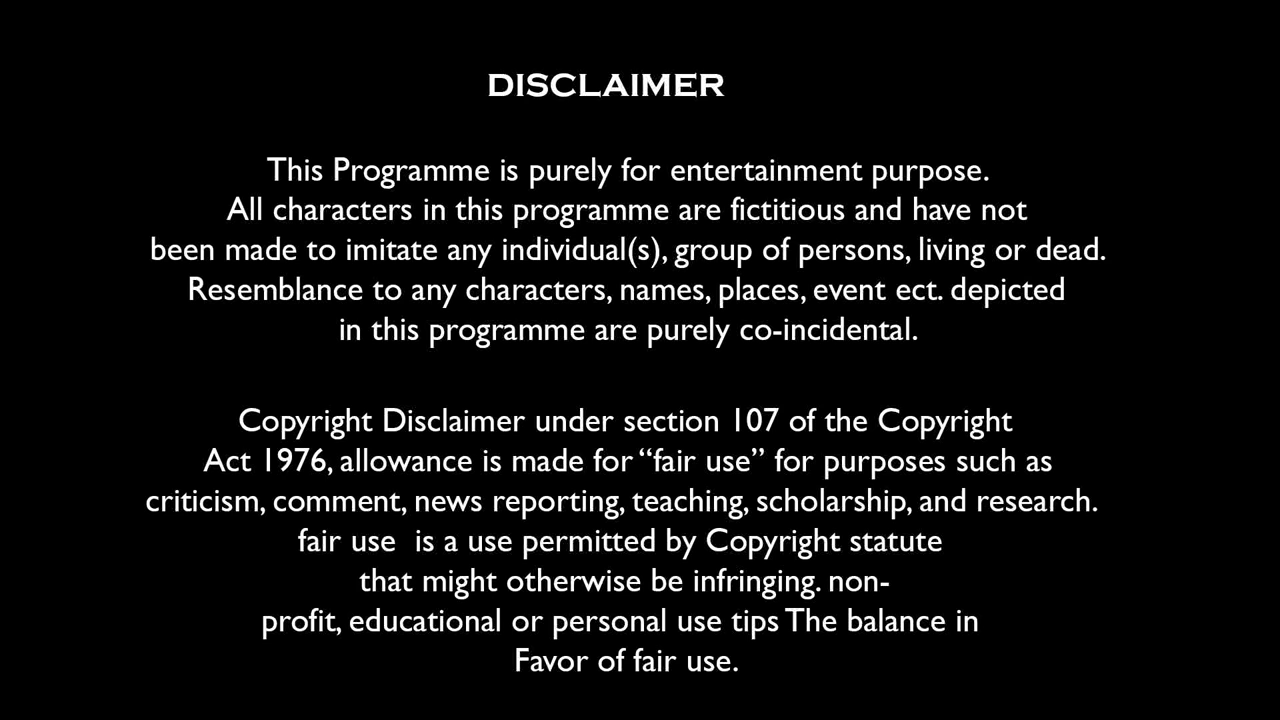 DISCLAIMER
This Programme is purely for entertainment purpose.
All characters in this programme are fictitious and have not
been made to imitate any individual(s), group of persons, living or dead.
Resemblance to any characters, names, places, event ect. depicted
in this programme are purely co-incidental.
Copyright Disclaimer under section 107 of the Copyright
Act 1976, allowance is made for “fair use” for purposes such as
criticism, comment, news reporting, teaching, scholarship, and research.
fair use  is a use permitted by Copyright statute
that might otherwise be infringing. non-
profit, educational or personal use tips The balance in
Favor of fair use.